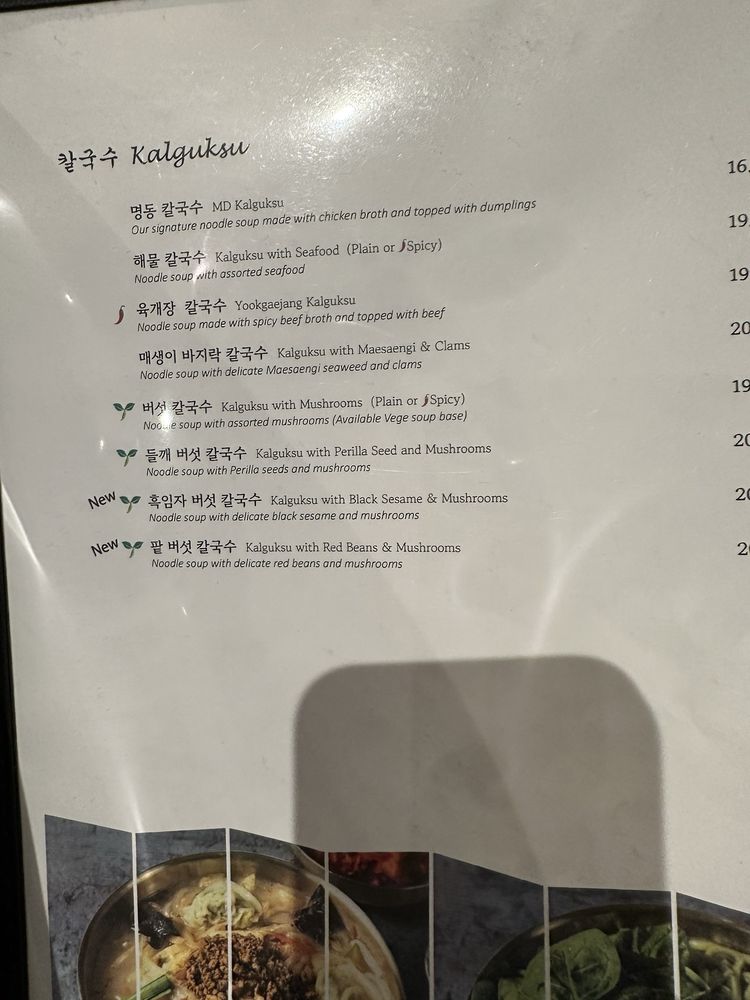 칼국수 Kalguksu
16.
명동 칼국수 MD Kalguksu
Our signature noodle soup made with chicken broth and topped with dumplings
19.
해물 칼국수 Kalguksu with Seafood (Plain or Spicy)
Noodle soup with assorted seafood
19
육개장 칼국수 Yookgaejang Kalguksu
Noodle soup made with spicy beef broth and topped with beef
20
매생이 바지락 칼국수 Kalguksu with Maesaengi & Clams
Noodle soup with delicate Maesaengi seaweed and clams
19
버섯 칼국수 Kalguksu with Mushrooms (Plain or Spicy)
Noodle soup with assorted mushrooms (Available Vege soup base)
20
들깨 버섯 칼국수 Kalguksu with Perilla Seed and Mushrooms
Noodle soup with Perilla seeds and mushrooms
20
New 흑임자 버섯 칼국수 Kalguksu with Black Sesame & Mushrooms
Noodle soup with delicate black sesame and mushrooms
New 팥 버섯 칼국수 Kalguksu with Red Beans & Mushrooms
Noodle soup with delicate red beans and mushrooms